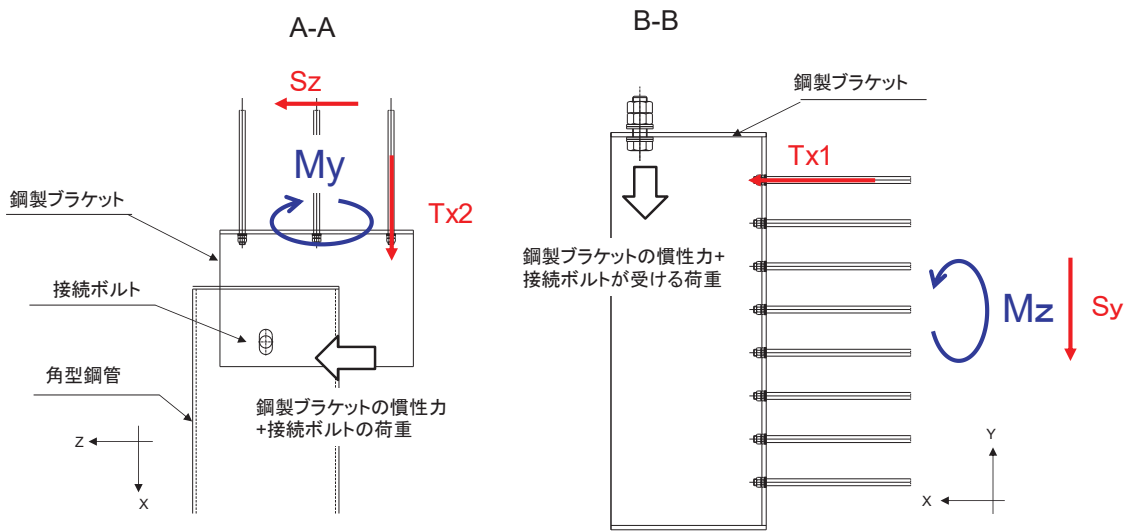 A-A
Sz
My
Tx2
鋼製ブラケット
接続ボルト
角型鋼管
鋼製ブラケットの慣性力
+接続ボルトの荷重
Z
X
B-B
鋼製ブラケット
Tx1
鋼製ブラケットの慣性力+
接続ボルトが受ける荷重
Mz
Sy
Y
X